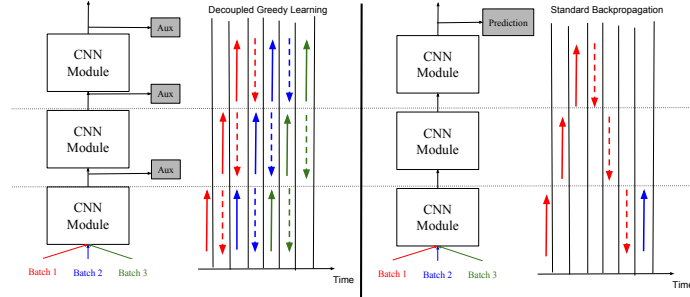 Decoupled Greedy Learning
Aux
CNN
Module
Aux
CNN
Module
Aux
CNN
Module
Batch 1
Batch 2
Batch 3
Time
Standard Backpropagation
Prediction
CNN
Module
CNN
Module
CNN
Module
Batch 1
Batch 2
Batch 3
Time